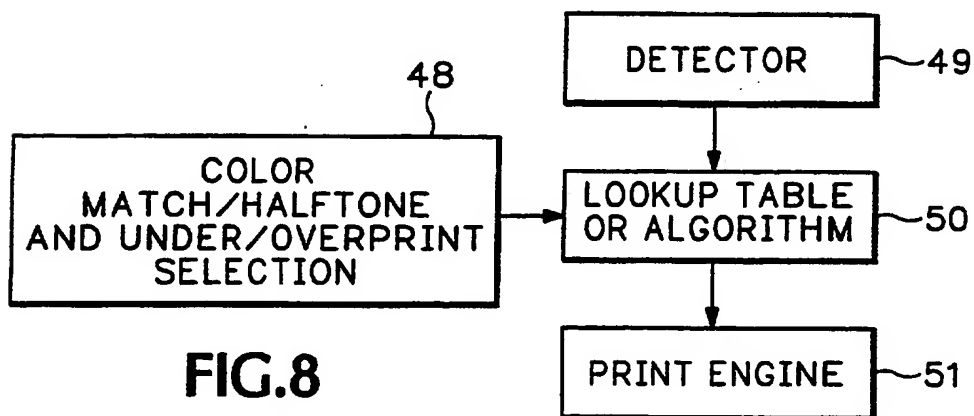 DETECTOR
49
48
COLOR
MATCH/HALFTONE
AND UNDER/OVERPRINT
SELECTION
LOOKUP TABLE
OR ALGORITHM
50
FIG.8
PRINT ENGINE
51